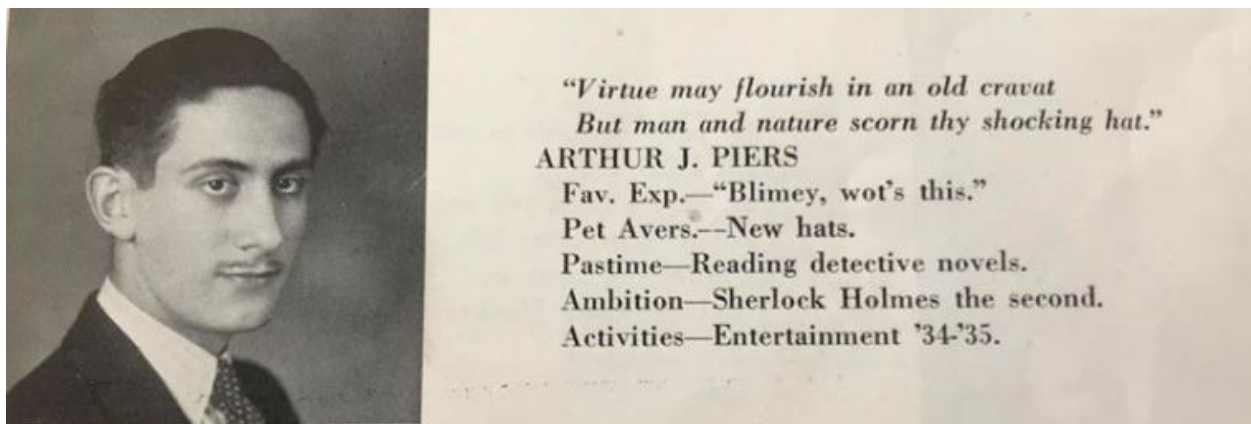 “Virtue may flourish in an old cravat
But man and nature scorn thy shocking hat.”
ARTHUR J. PIERS
Fav. Exp.—“Blimey, wot's this.”
Pet Avers.--New hats.
Pastime—Reading detective novels.
Ambition—Sherlock Holmes the second.
Activities—Entertainment '34-'35.